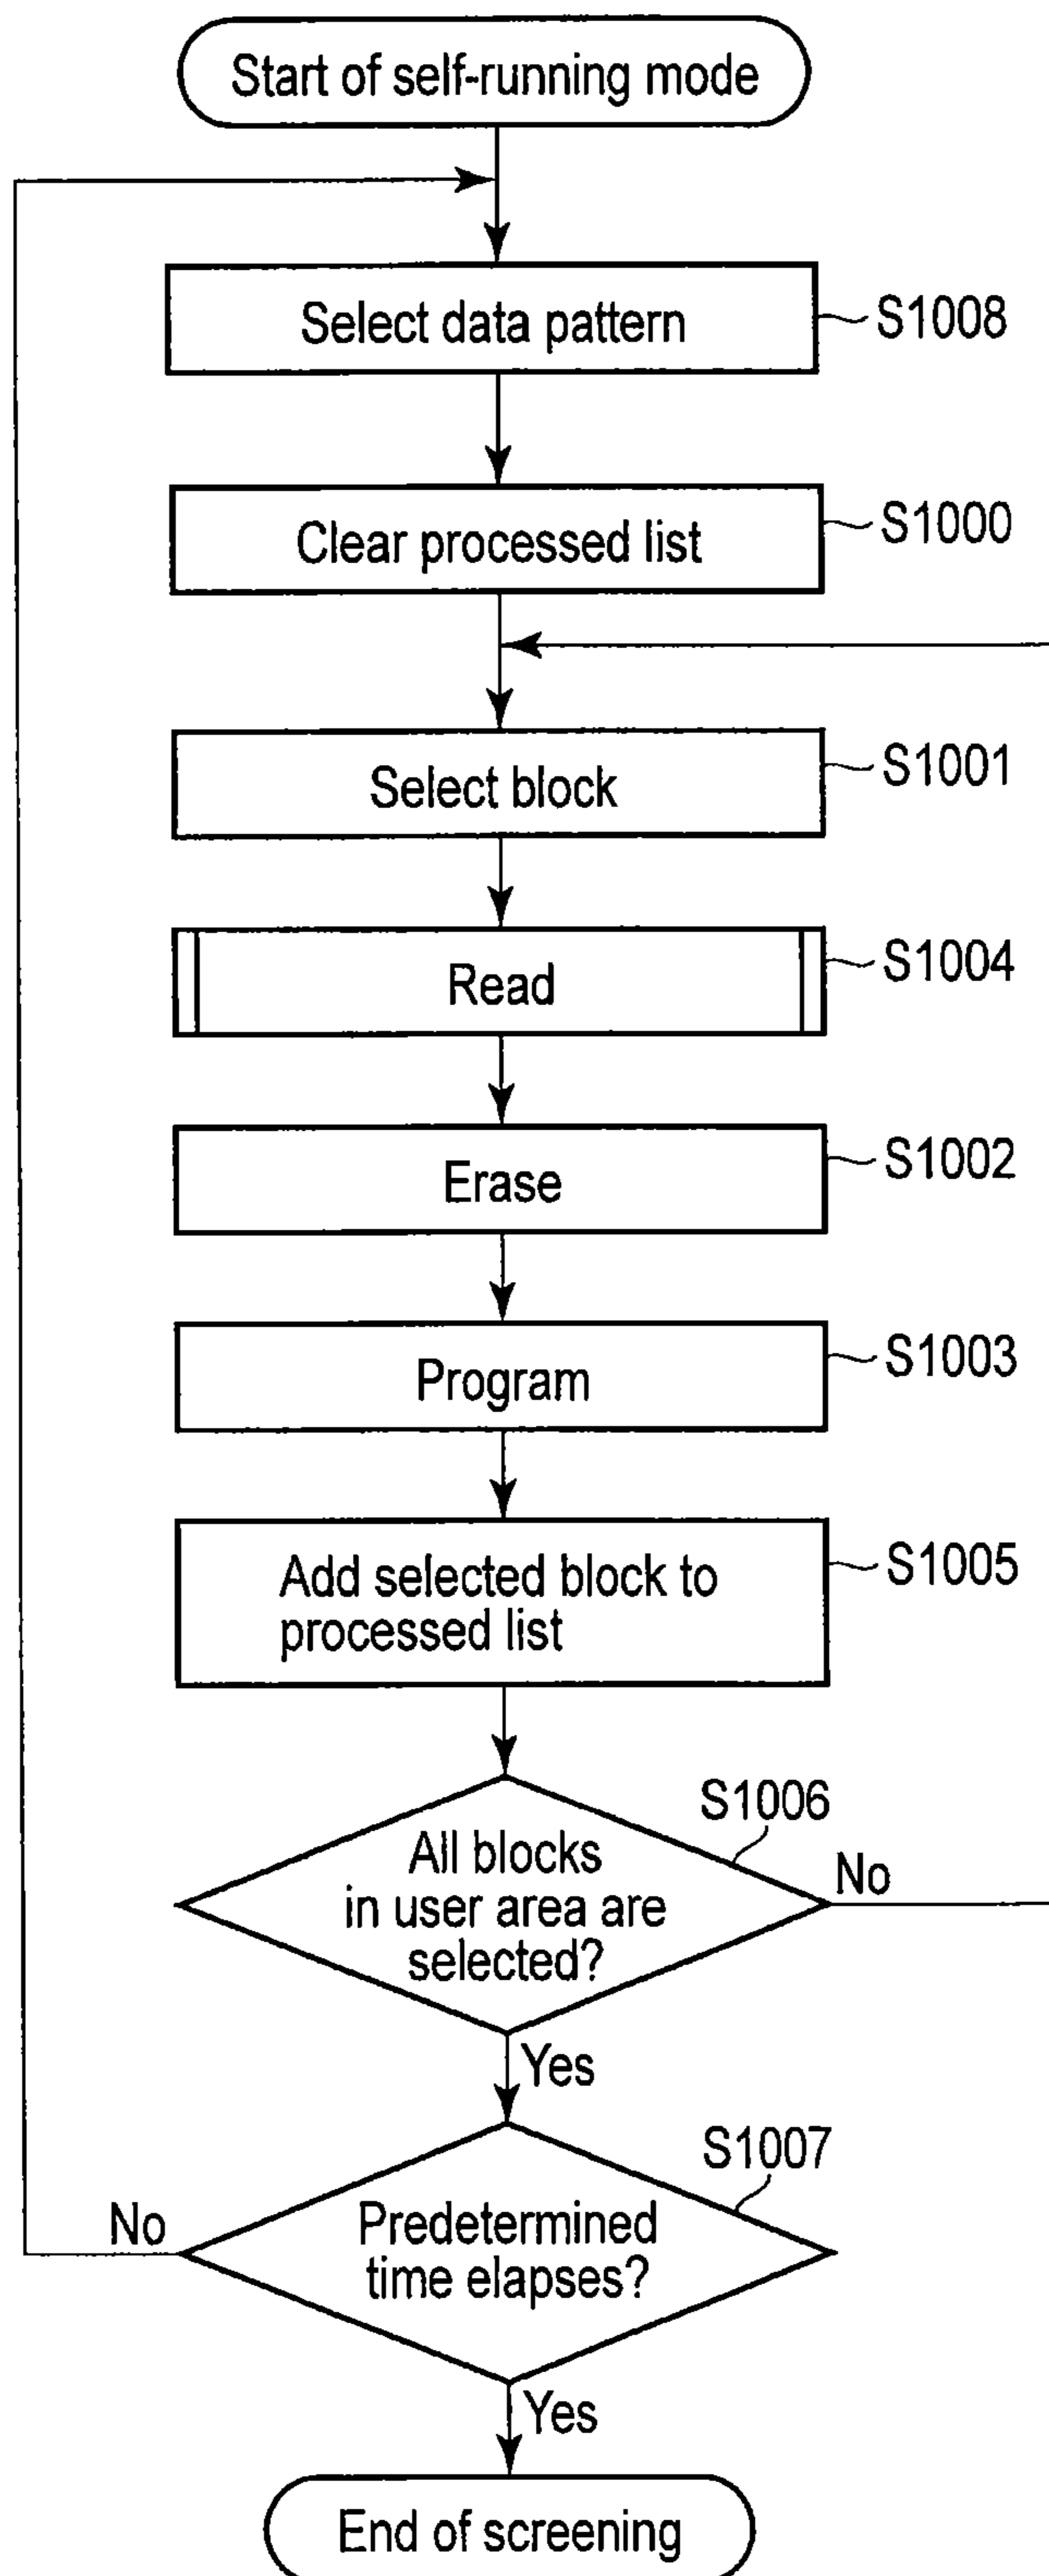 Start of self-running mode
Select data pattern
S1008
Clear processed list
S1000
Select block
S1001
Read
S1004
Erase
S1002
Program
S1003
Add selected block to
processed list
S1005
S1006
All blocks
in user area are
selected?
No
Yes
S1007
Predetermined
time elapses?
No
Yes
End of screening